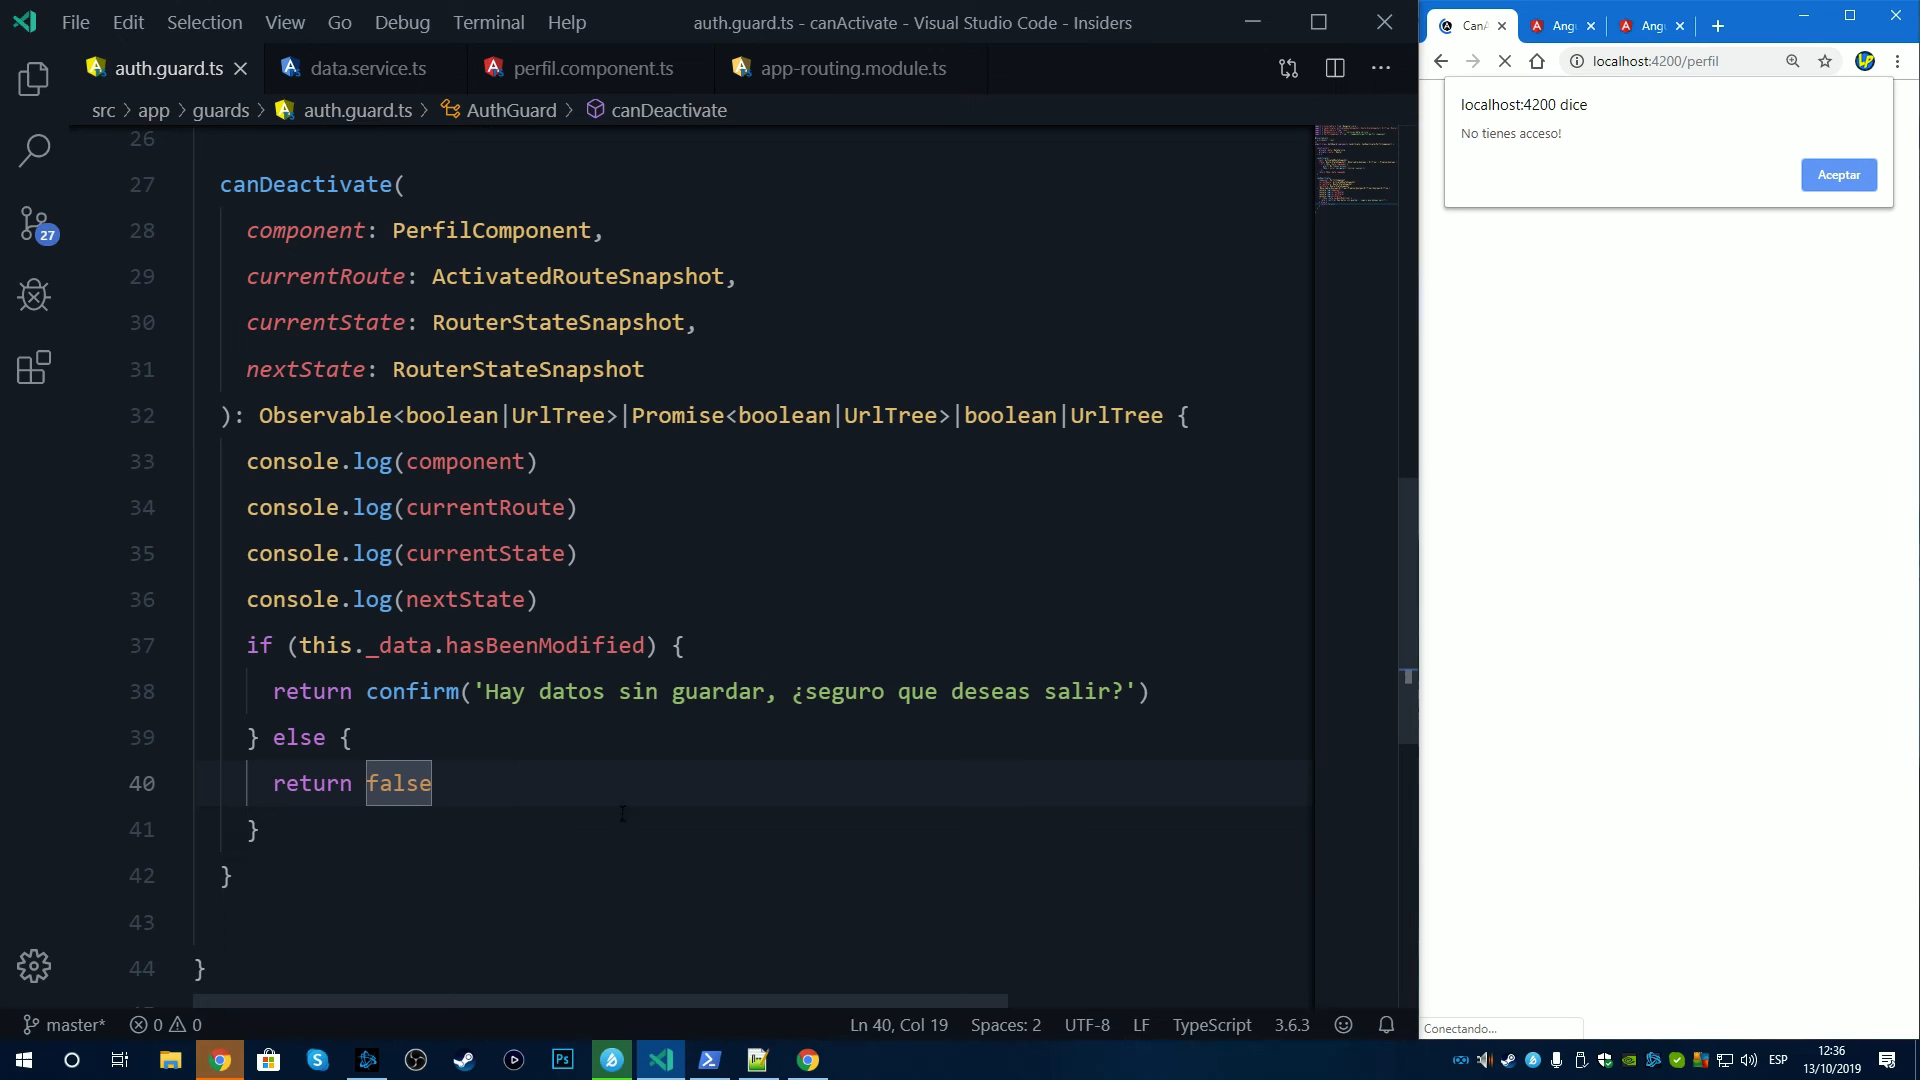 File Edit Selection View Go Debug Terminal Help
auth.guard.ts - canActivate - Visual Studio Code - Insiders
auth.guard.ts
data.service.ts
perfil.component.ts
app-routing.module.ts
src > app > guards > auth.guard.ts > AuthGuard > canDeactivate
26
27 canDeactivate(
28 component: PerfilComponent,
29 currentRoute: ActivatedRouteSnapshot,
30 currentState: RouterStateSnapshot,
31 nextState: RouterStateSnapshot
32 ): Observable<boolean|UrlTree>|Promise<boolean|UrlTree>|boolean|UrlTree {
33 console.log(component)
34 console.log(currentRoute)
35 console.log(currentState)
36 console.log(nextState)
37 if (this._data.hasBeenModified) {
38 return confirm('Hay datos sin guardar, ¿seguro que deseas salir?')
39 } else {
40 return false
41 }
42 }
43
44 }
27
master* 0 0
Ln 40, Col 19 Spaces: 2 UTF-8 LF TypeScript 3.6.3
CanA
Ang
Ang
localhost:4200/perfil
localhost:4200 dice
No tienes acceso!
Aceptar
Conectando...
Ps
ESP
12:36
13/10/2019